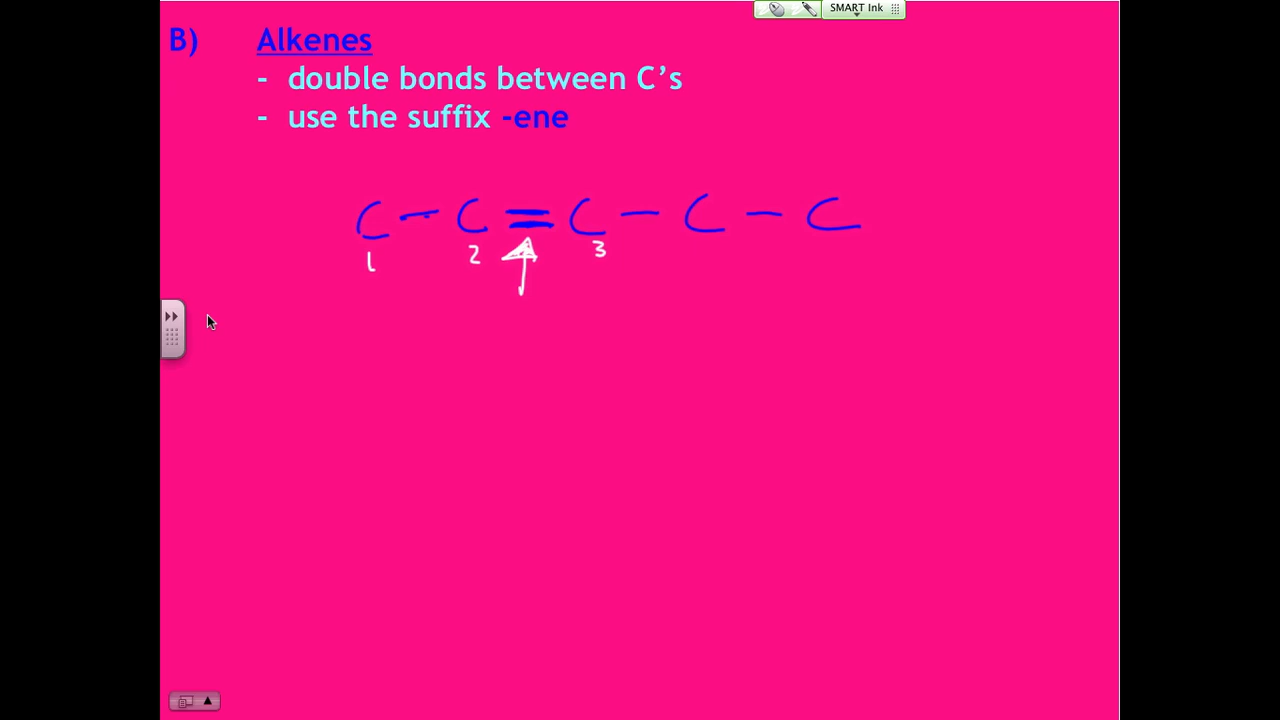 SMART Ink
B) Alkenes
- double bonds between C's
- use the suffix -ene
C - C = C - C - C
1 2 3